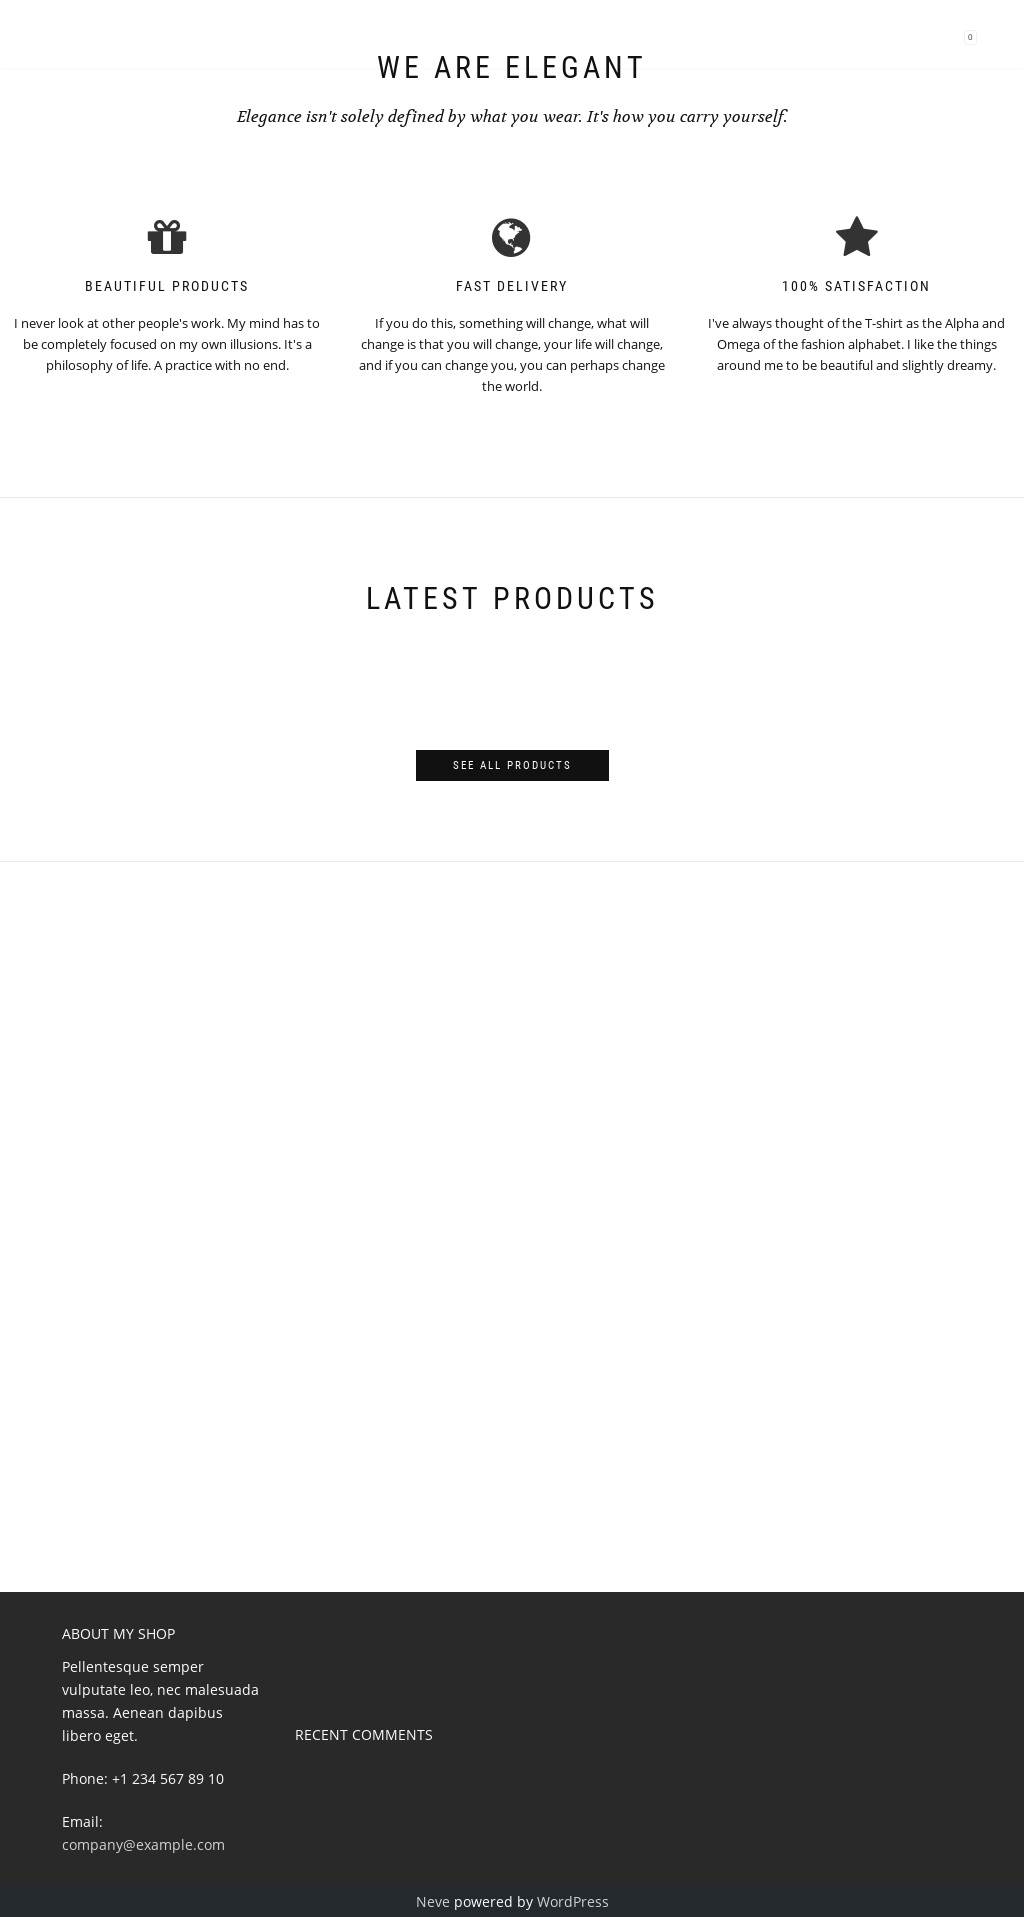 0
WE ARE ELEGANT
Elegance isn't solely defined by what you wear. It's how you carry yourself.
BEAUTIFUL PRODUCTS
I never look at other people's work. My mind has to
be completely focused on my own illusions. It's a
philosophy of life. A practice with no end.
FAST DELIVERY
If you do this, something will change, what will
change is that you will change, your life will change,
and if you can change you, you can perhaps change
the world.
100% SATISFACTION
I've always thought of the T-shirt as the Alpha and
Omega of the fashion alphabet. I like the things
around me to be beautiful and slightly dreamy.
LATEST PRODUCTS
SEE ALL PRODUCTS
ABOUT MY SHOP
Pellentesque semper
vulputate leo, nec malesuada
massa. Aenean dapibus
libero eget.
Phone: +1 234 567 89 10
Email:
company@example.com
RECENT COMMENTS
Neve powered by WordPress